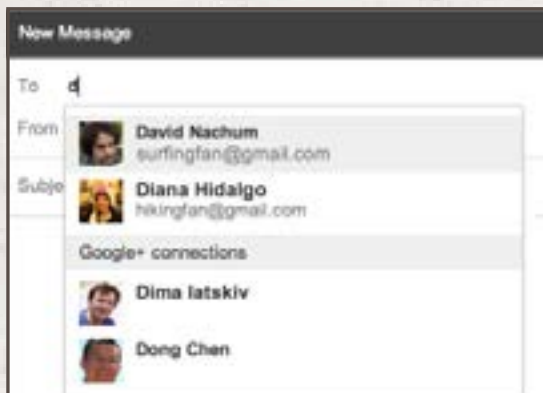 New Message
To d
From
David Nachum
surfingfan@gmail.com
Subje
Diana Hidalgo
hikingfan@gmail.com
Google+ connections
Dima Iatskiv
Dong Chen